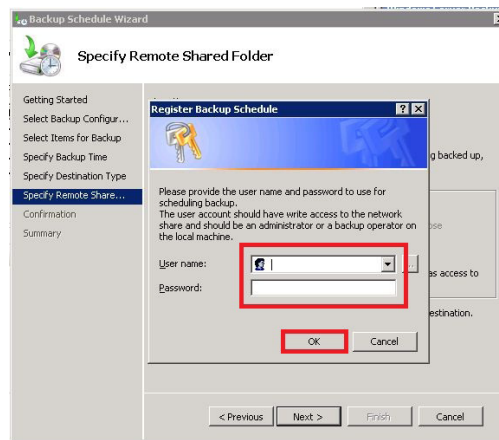 Backup Schedule Wizard
Specify Remote Shared Folder
Getting Started
Select Backup Configur...
Select Items for Backup
Specify Backup Time
Specify Destination Type
Specify Remote Share...
Confirmation
Summary
Register Backup Schedule
Please provide the user name and password to use for
scheduling backup.
The user account should have write access to the network
share and should be an administrator or a backup operator on
the local machine.
User name:
...
Password:
OK
Cancel
g backed up,
as access to
estination.
< Previous
Next >
Finish
Cancel